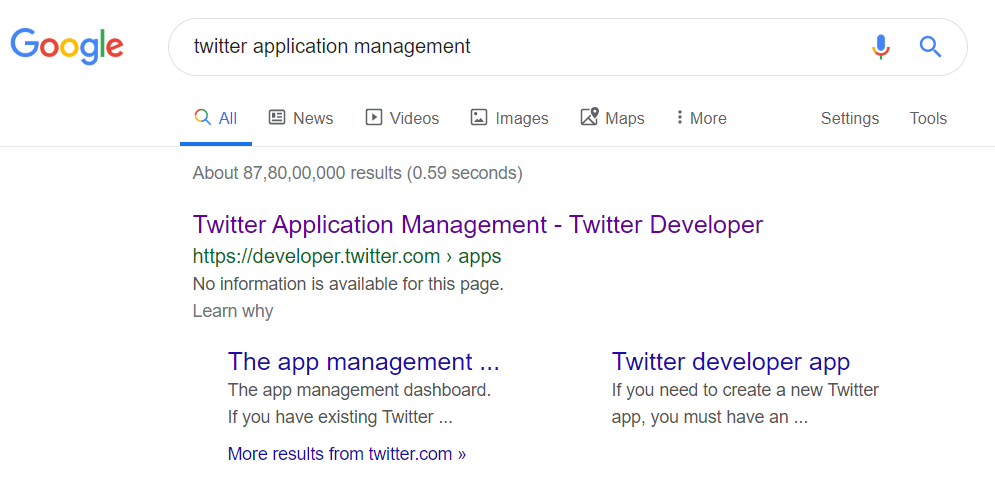 Google
twitter application management
All News Videos Images Maps More Settings Tools
About 87,80,00,000 results (0.59 seconds)
Twitter Application Management - Twitter Developer
https://developer.twitter.com › apps
No information is available for this page.
Learn why
The app management ...
The app management dashboard.
If you have existing Twitter ...
Twitter developer app
If you need to create a new Twitter
app, you must have an ...
More results from twitter.com »